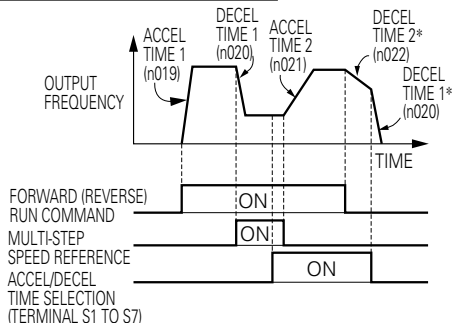 ACCEL
TIME 1
(n019)
DECEL
TIME 1
(n020)
ACCEL
TIME 2
(n021)
DECEL
TIME 2*
(n022)
DECEL
TIME 1*
(n020)
OUTPUT
FREQUENCY
TIME
FORWARD (REVERSE)
RUN COMMAND
ON
MULTI-STEP
SPEED REFERENCE
ON
ACCEL/DECEL
TIME SELECTION
(TERMINAL S1 TO S7)
ON